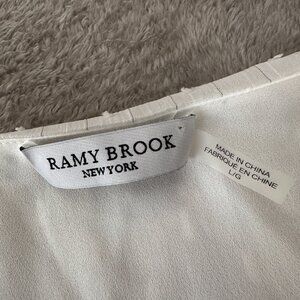 RAMY BROOK
NEW YORK
MADE IN CHINA
FABRIQUÉ EN CHINE
L/G